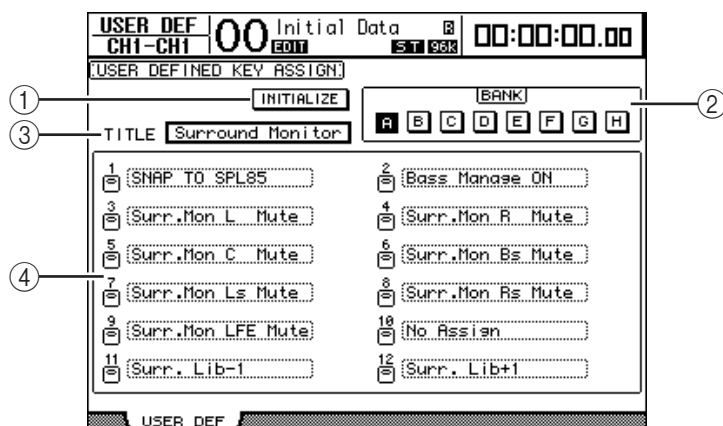 USER DEF 00 Initial Data R 00:00:00.00
CH1-CH1 EDIT ST 96k
USER DEFINED KEY ASSIGN
① INITIALIZE BANK ②
③ TITLE Surround Monitor A B C D E F G H
1 SNAP TO SPL85 2 Bass Manage ON
3 Surr.Mon L Mute 4 Surr.Mon R Mute
5 Surr.Mon C Mute 6 Surr.Mon Bs Mute
④
7 Surr.Mon Ls Mute 8 Surr.Mon Rs Mute
9 Surr.Mon LFE Mute 10 No Assign
11 Surr. Lib-1 12 Surr. Lib+1
USER DEF